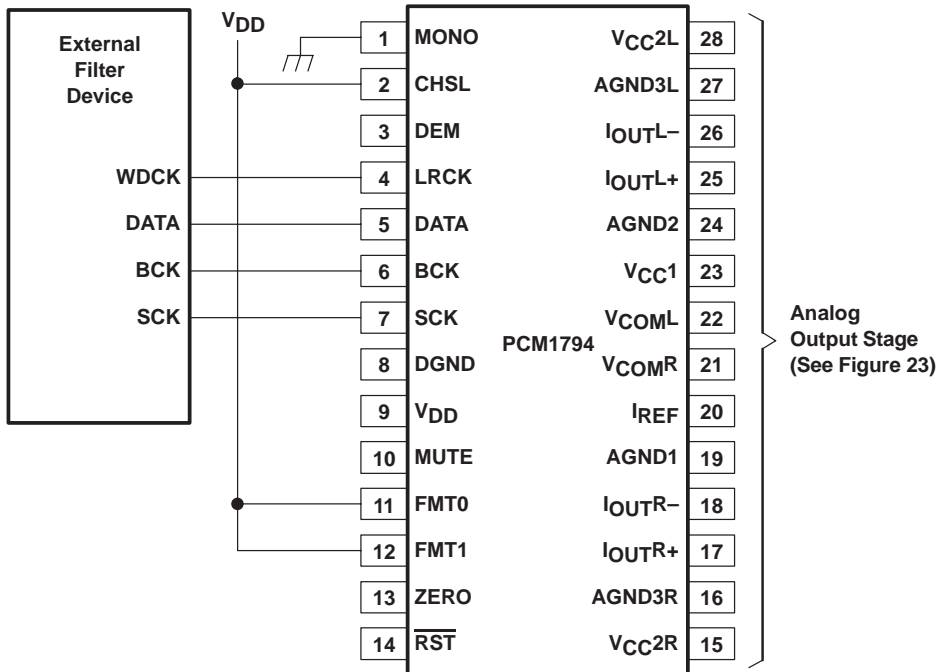 External
Filter
Device
WDCK
DATA
BCK
SCK
VDD
1 MONO
2 CHSL
3 DEM
4 LRCK
5 DATA
6 BCK
7 SCK
8 DGND
9 VDD
10 MUTE
11 FMT0
12 FMT1
13 ZERO
14 RST
PCM1794
VCC2L 28
AGND3L 27
IOUTL– 26
IOUTL+ 25
AGND2 24
VCC1 23
VCOML 22
VCOMR 21
IREF 20
AGND1 19
IOUTR– 18
IOUTR+ 17
AGND3R 16
VCC2R 15
Analog
Output Stage
(See Figure 23)